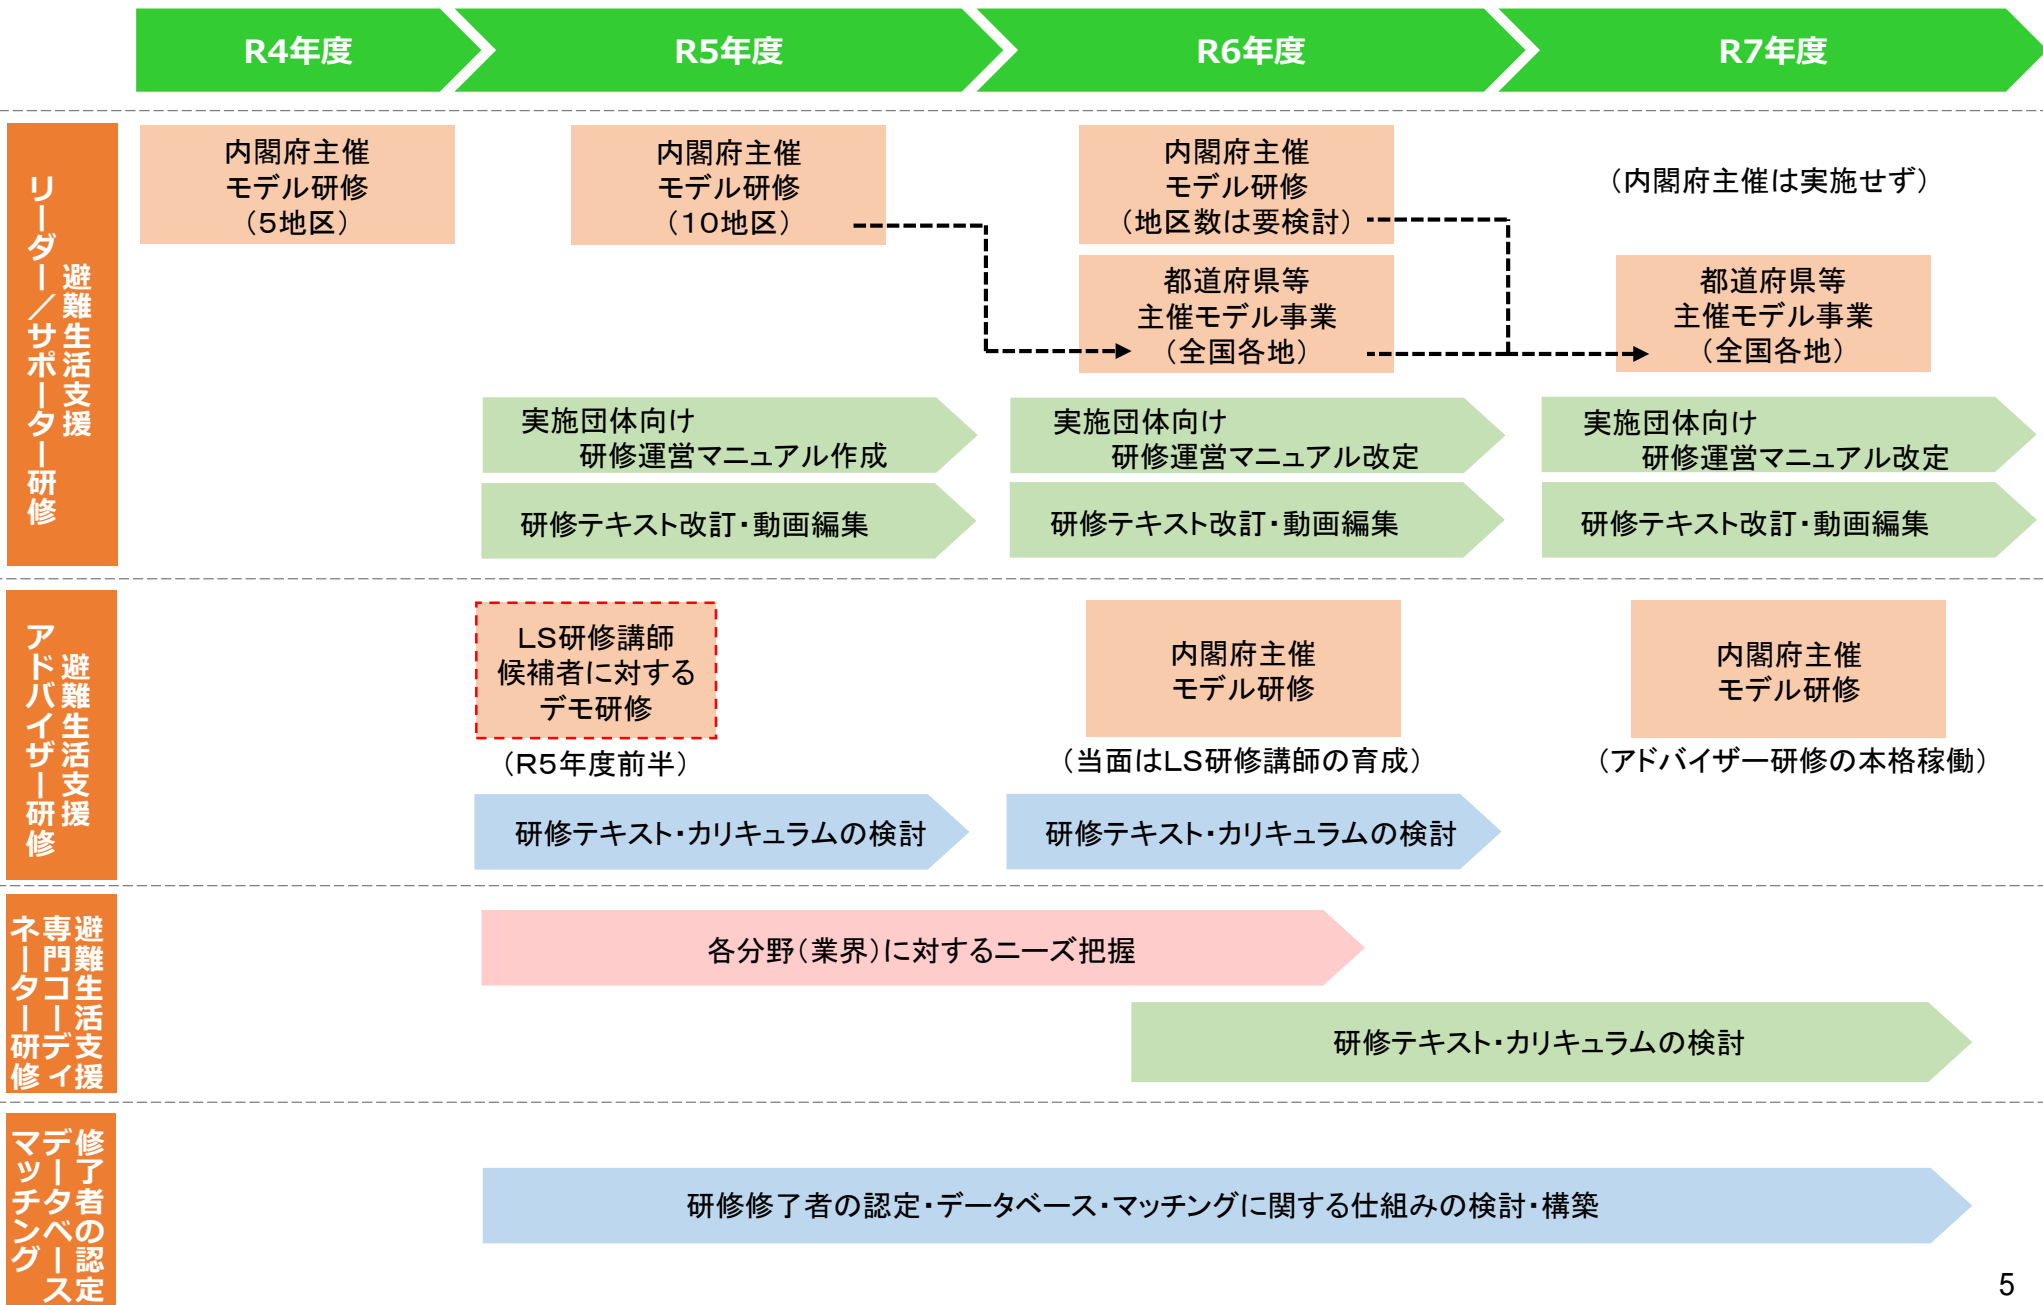 R4年度
R5年度
R6年度
R7年度
避難生活支援
リーダー／サポーター研修
内閣府主催
モデル研修
（5地区）
内閣府主催
モデル研修
（10地区）
内閣府主催
モデル研修
（地区数は要検討）
（内閣府主催は実施せず）
都道府県等
主催モデル事業
（全国各地）
都道府県等
主催モデル事業
（全国各地）
実施団体向け
研修運営マニュアル作成
実施団体向け
研修運営マニュアル改定
実施団体向け
研修運営マニュアル改定
研修テキスト改訂・動画編集
研修テキスト改訂・動画編集
研修テキスト改訂・動画編集
避難生活支援
アドバイザー研修
LS研修講師
候補者に対する
デモ研修
（R5年度前半）
内閣府主催
モデル研修
（当面はLS研修講師の育成）
内閣府主催
モデル研修
（アドバイザー研修の本格稼働）
研修テキスト・カリキュラムの検討
研修テキスト・カリキュラムの検討
避難生活支援
専門コーディ
ネーター研修
各分野（業界）に対するニーズ把握
研修テキスト・カリキュラムの検討
修了者の認定
データベース
マッチング
研修修了者の認定・データベース・マッチングに関する仕組みの検討・構築
5